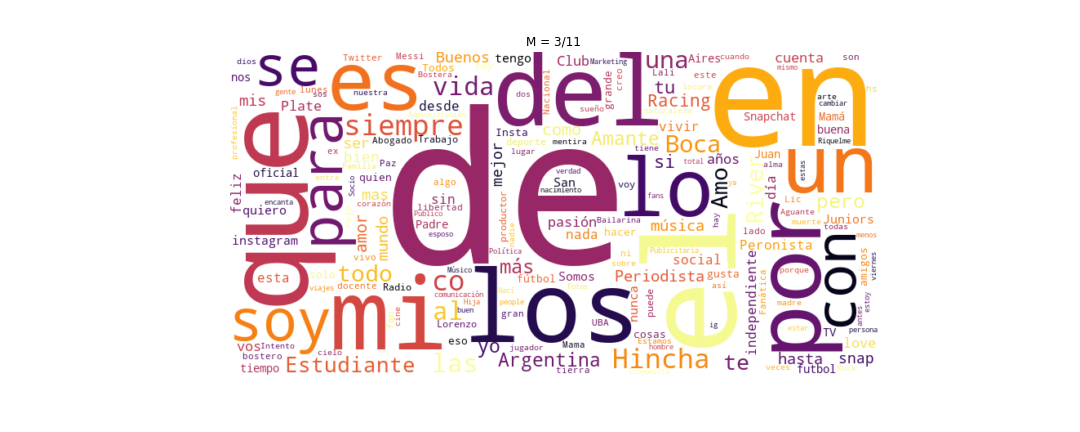 M = 3/11
dios
se
Twitter
Messi
Buenos
tengo
Club
Marketing
luna
Aires
cuando
cuenta
son
nos
gente
lunes
es
Todos
Bostera
vida
del
Nacional
grande
creo
Lali
este
en
mismo
mis
Plate
sos
nuestra
desde
dos
sueño
tu
Racing
Snapchat
arte
cambiar
Mamá
profesional
que
para
siempre
Insta
como
Amante
vivir
buena
Riquelme
ser
Abogado
Trabajo
deporte
mentira
tiene
Boca
Juan
un
oficial
ex
bien
Paz
de
mejor
lugar
si
años
total
alma
estas
feliz
entra
Familia
quien
algo
verdad
San
voy
lo
Amo
yo
día
encanta
Socio
mas
sin
nacimiento
fans
River
Lic
pero
quiero
corazón
libertad
Público
Padre
productor
nadie
pasión
Bailarina
hay
Aguante
muerte
Juniors
instagram
amor
mundo
esposo
nada
hacer
música
el
lado
todas
vivo
Política
ni
Publicitaria
Peronista
menos
esta
solo
todo
más
fútbol
sobre
social
por
con
amigos
viajes
docente
Radio
Músico
co
Somos
Periodista
gusta
independiente
porque
viernes
mi
comunicación
los
people
nunca
puede
así
Fanática
madre
estoy
soy
cine
Hija
buen
gran
al
Lorenzo
UBA
cosas
ig
estar
TV
antes
persona
vos
Intento
eso
yo
Mama
Estamos
hombre
love
bostero
cielo
jugador
Argentina
Hincha
te
hasta
snap
tiempo
Estudiante
las
tierra
veces
futbol